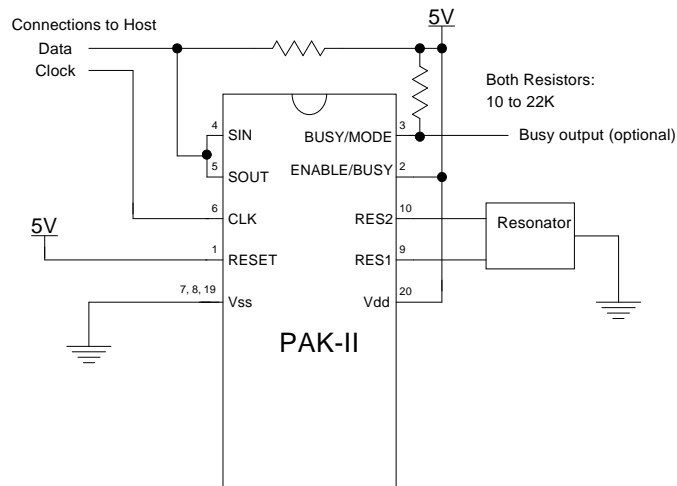 Connections to Host
5V
Data
Clock
Both Resistors:
10 to 22K
4
SIN
BUSY/MODE
3
Busy output (optional)
5
SOUT
ENABLE/BUSY
2
6
CLK
RES2
10
Resonator
5V
1
RESET
RES1
9
7, 8, 19
Vss
Vdd
20
PAK-II